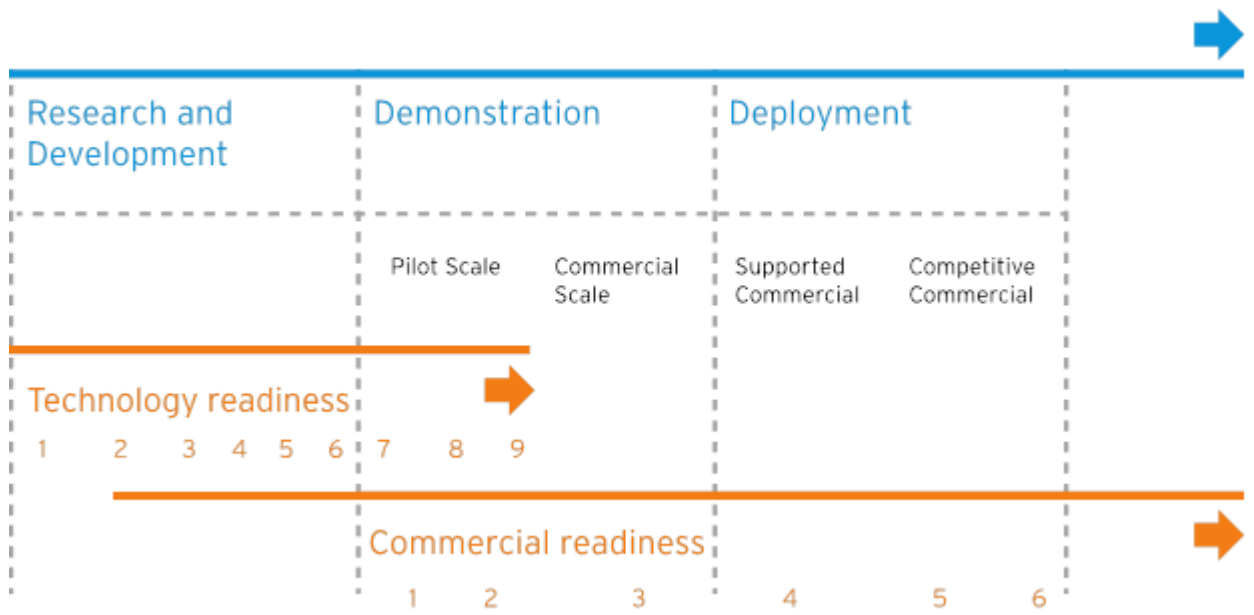 Research and
Development
Demonstration
Deployment
Pilot Scale
Commercial
Scale
Supported
Commercial
Competitive
Commercial
Technology readiness
1 2 3 4 5 6 7 8 9
Commercial readiness
1 2 3 4 5 6